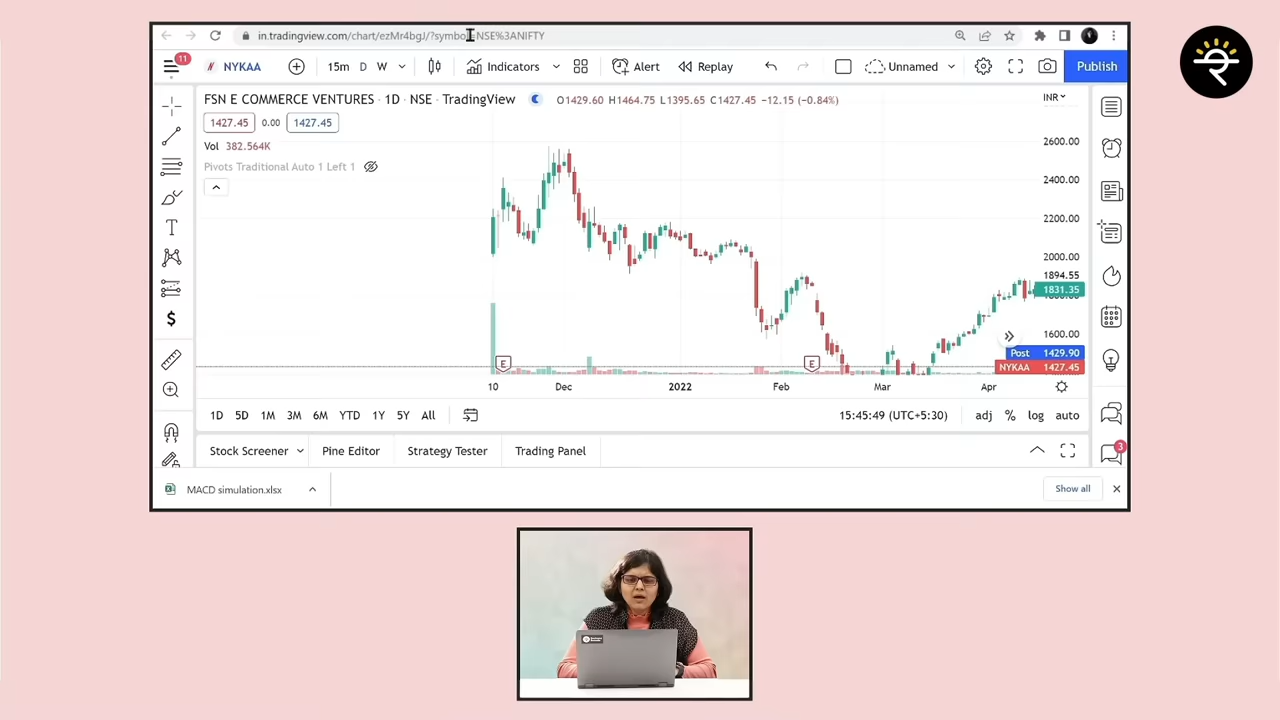 in.tradingview.com/chart/ezMr4bgJ/?symbol=NSE%3ANIFTY
11
NYKAA
15m D W
Indicators
Alert
Replay
Unnamed
Publish
FSN E COMMERCE VENTURES · 1D · NSE · TradingView
O1429.60 H1464.75 L1395.65 C1427.45 −12.15 (−0.84%)
INR
1427.45 0.00 1427.45
Vol 382.564K
Pivots Traditional Auto 1 Left 1
2600.00
2400.00
2200.00
2000.00
1894.55
1831.35
1600.00
Post 1429.90
NYKAA 1427.45
E E
10 Dec 2022 Feb Mar Apr
1D 5D 1M 3M 6M YTD 1Y 5Y All
15:45:49 (UTC+5:30) adj % log auto
Stock Screener Pine Editor Strategy Tester Trading Panel
3
MACD simulation.xlsx
Show all